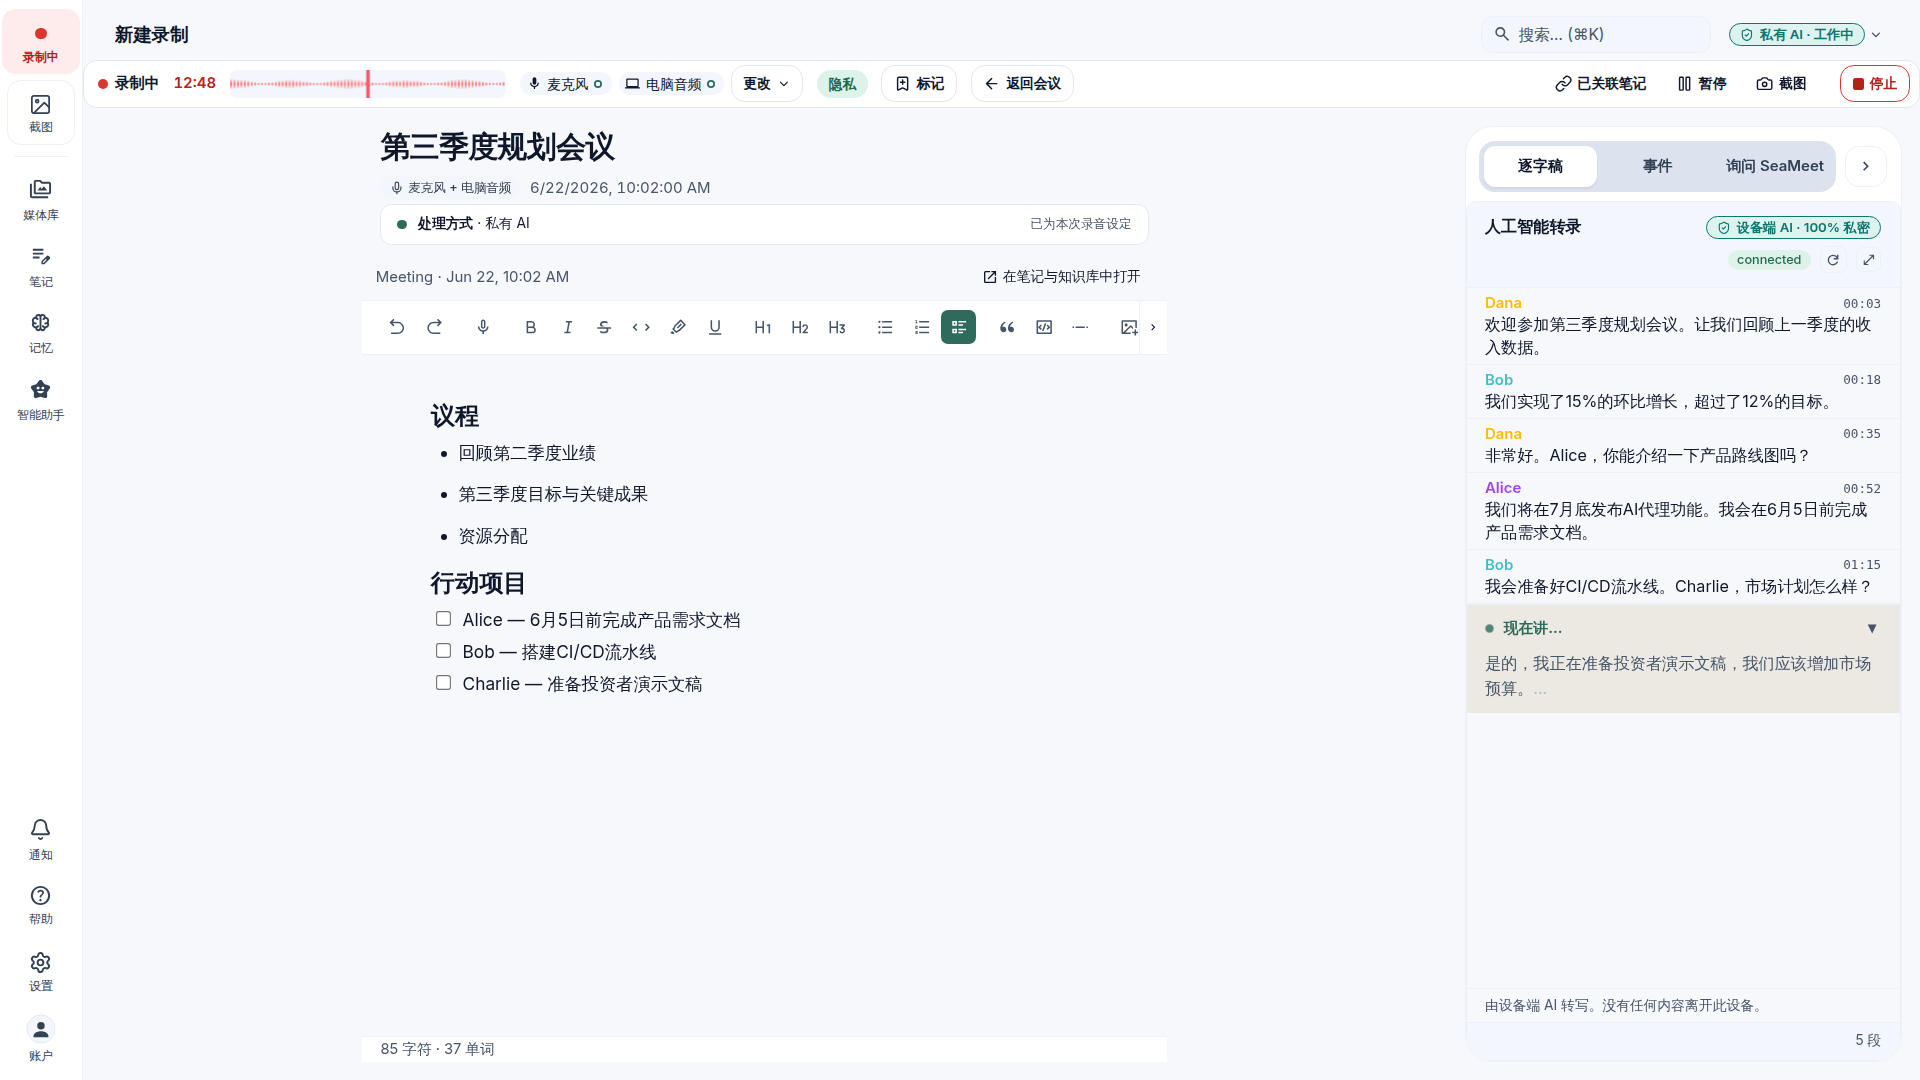 录制中
截图
媒体库
笔记
记忆
智能助手
通知
帮助
设置
账户
新建录制
搜索... (⌘K)
私有 AI · 工作中
录制中 12:48
麦克风
电脑音频
更改
隐私
标记
返回会议
已关联笔记
暂停
截图
停止
第三季度规划会议
麦克风 + 电脑音频 6/22/2026, 10:02:00 AM
处理方式 · 私有 AI
已为本次录音设定
Meeting · Jun 22, 10:02 AM
在笔记与知识库中打开
H1 H2 H3
议程
回顾第二季度业绩
第三季度目标与关键成果
资源分配
行动项目
Alice — 6月5日前完成产品需求文档
Bob — 搭建CI/CD流水线
Charlie — 准备投资者演示文稿
85 字符 · 37 单词
逐字稿
事件
询问 SeaMeet
人工智能转录
设备端 AI · 100% 私密
connected
Dana 00:03
欢迎参加第三季度规划会议。让我们回顾上一季度的收
入数据。
Bob 00:18
我们实现了15%的环比增长，超过了12%的目标。
Dana 00:35
非常好。Alice，你能介绍一下产品路线图吗？
Alice 00:52
我们将在7月底发布AI代理功能。我会在6月5日前完成
产品需求文档。
Bob 01:15
我会准备好CI/CD流水线。Charlie，市场计划怎么样？
现在讲...
是的，我正在准备投资者演示文稿，我们应该增加市场
预算。...
由设备端 AI 转写。没有任何内容离开此设备。
5 段